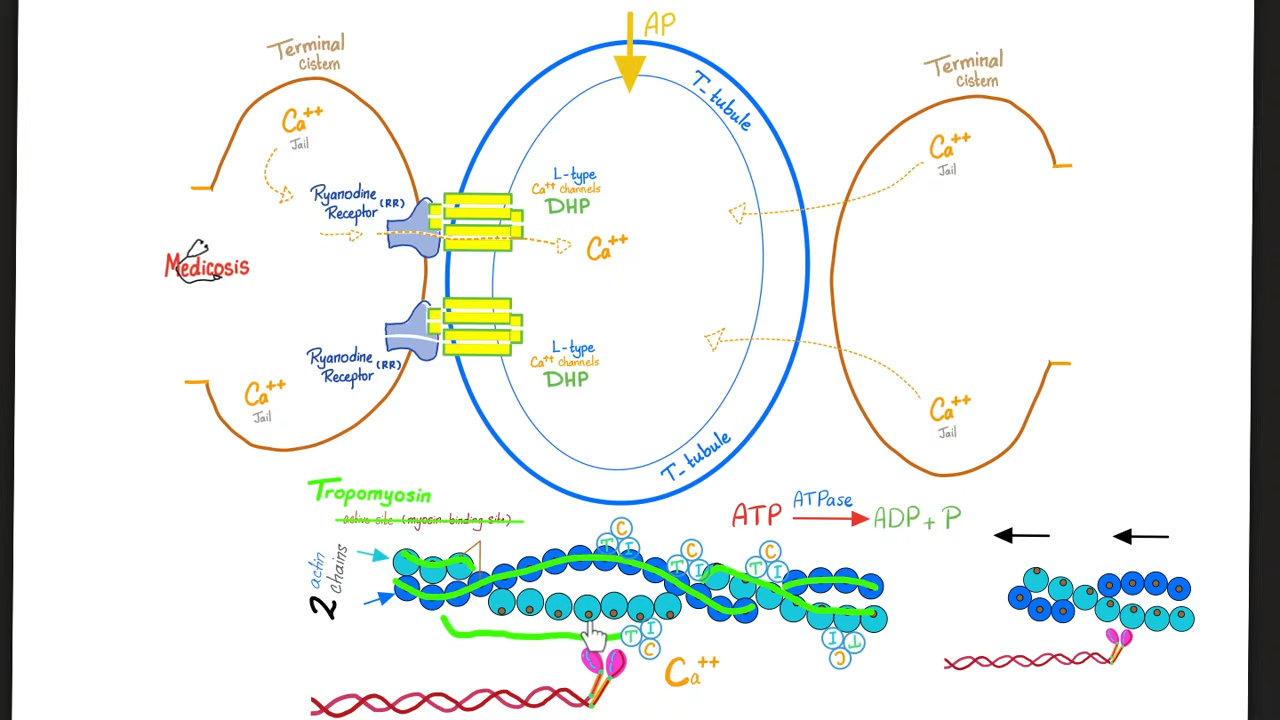 AP
Terminal
cistern
Terminal
cistern
T-tubule
Ca++
Jail
Ca++
Jail
L-type
Ca++ channels
DHP
Ryanodine
Receptor (RR)
Ca++
Medicosis
L-type
Ca++ channels
DHP
Ryanodine
Receptor (RR)
Ca++
Jail
Ca++
Jail
T-tubule
Tropomyosin
active site (myosin-binding site)
ATP
ATPase
ADP + P
2 actin
chains
C
T
I
C
T
I
C
T
I
T
I
C
I
T
C
Ca++